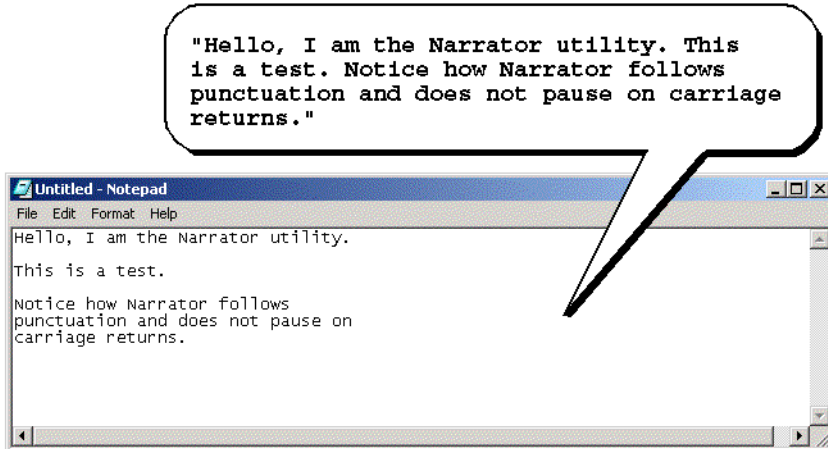 "Hello, I am the Narrator utility. This
is a test. Notice how Narrator follows
punctuation and does not pause on carriage
returns."
Untitled - Notepad
File Edit Format Help
Hello, I am the Narrator utility.
This is a test.
Notice how Narrator follows
punctuation and does not pause on
carriage returns.